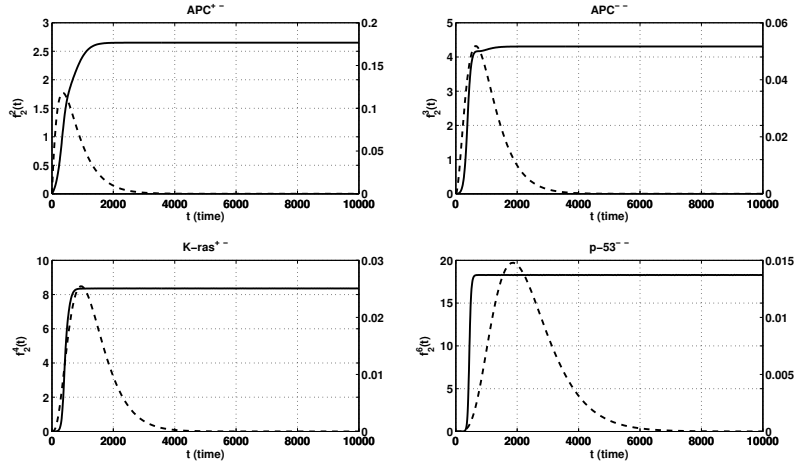 APC⁺⁻
3
2.5
2
1.5
1
0.5
0
0.2
0.15
0.1
0.05
0
0 2000 4000 6000 8000 10000
f₂²(t)
t (time)
APC⁻⁻
5
4
3
2
1
0
0.06
0.04
0.02
0
0 2000 4000 6000 8000 10000
f₂³(t)
t (time)
K−ras⁺⁻
10
8
6
4
2
0
0.03
0.02
0.01
0
0 2000 4000 6000 8000 10000
f₂⁴(t)
t (time)
p−53⁻⁻
20
15
10
5
0
0.015
0.01
0.005
0
0 2000 4000 6000 8000 10000
f₂⁶(t)
t (time)